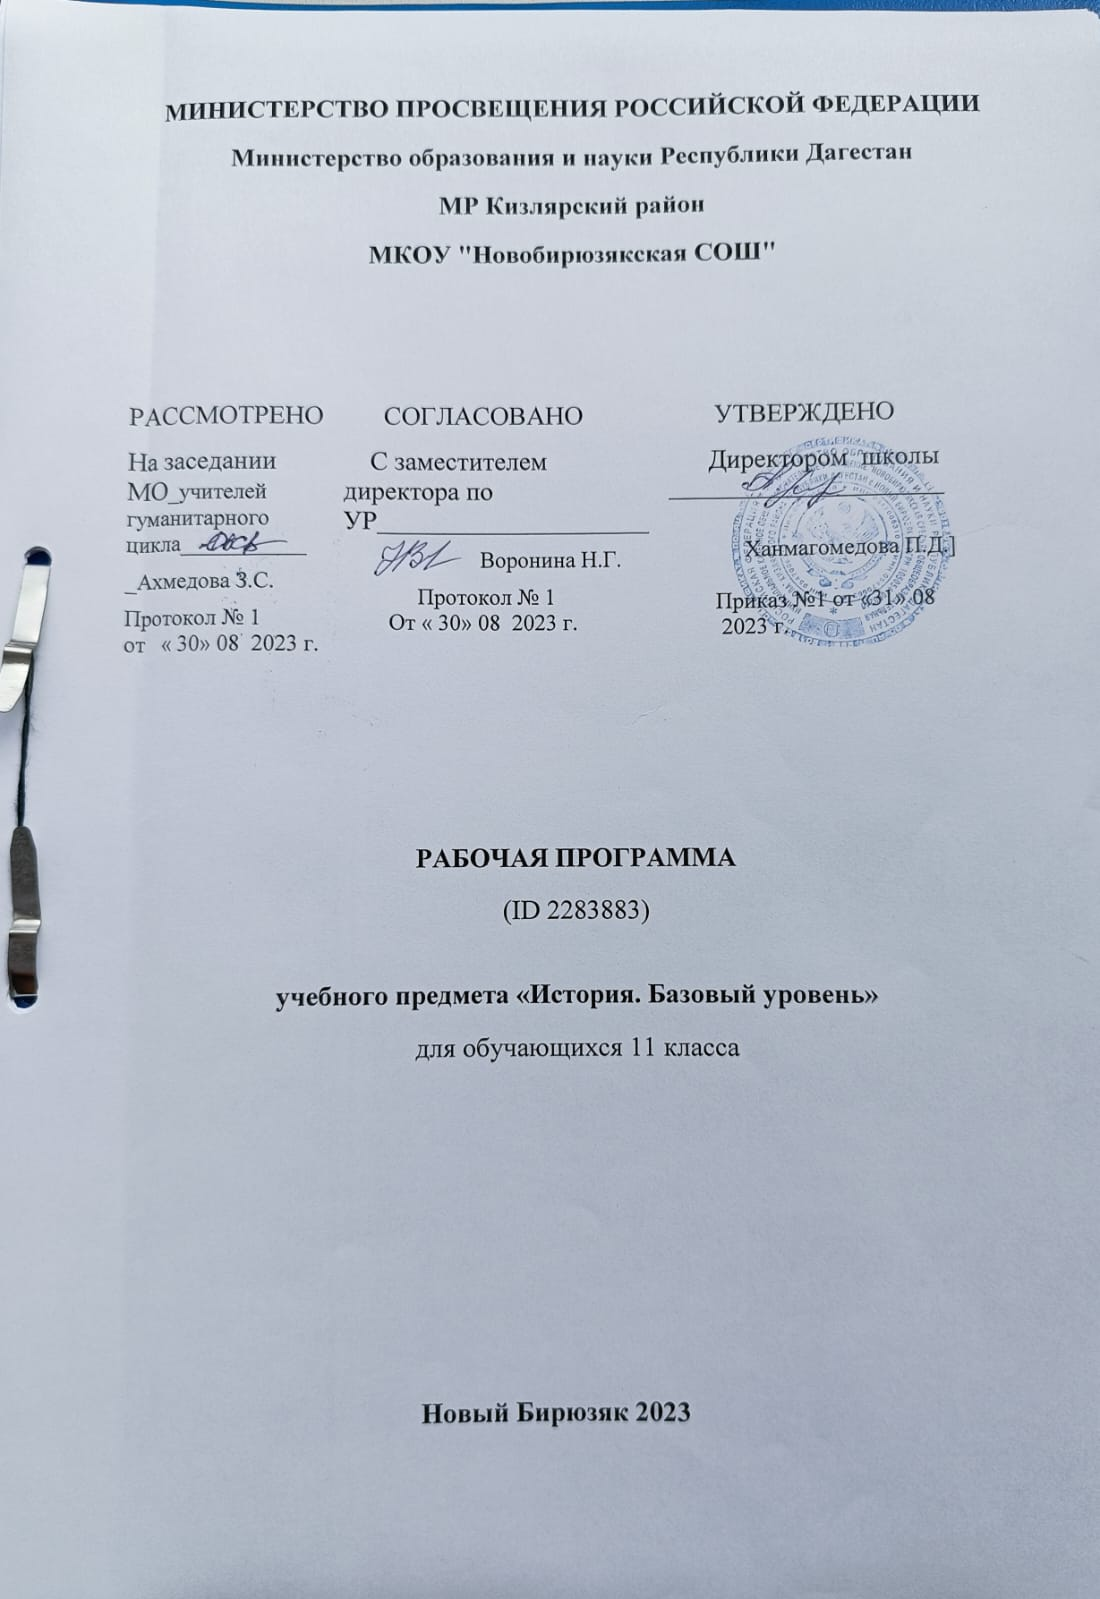 МИНИСТЕРСТВО ПРОСВЕЩЕНИЯ РОССИЙСКОЙ ФЕДЕРАЦИИ
Министерство образования и науки Республики Дагестан
МР Кизлярский район
МКОУ "Новобирюзякская СОШ"
РАССМОТРЕНО
На заседании
МО_учителей
гуманитарного
цикла___________
_Ахмедова З.С.
Протокол № 1
от « 30» 08 2023 г.
СОГЛАСОВАНО
С заместителем
директора по
УР______________________
Воронина Н.Г.
Протокол № 1
От « 30» 08 2023 г.
УТВЕРЖДЕНО
Директором школы
______________________
Ханмагомедова П.Д.]
Приказ №1 от «31» 08
2023 г.
РАБОЧАЯ ПРОГРАММА
(ID 2283883)
учебного предмета «История. Базовый уровень»
для обучающихся 11 класса
Новый Бирюзяк 2023